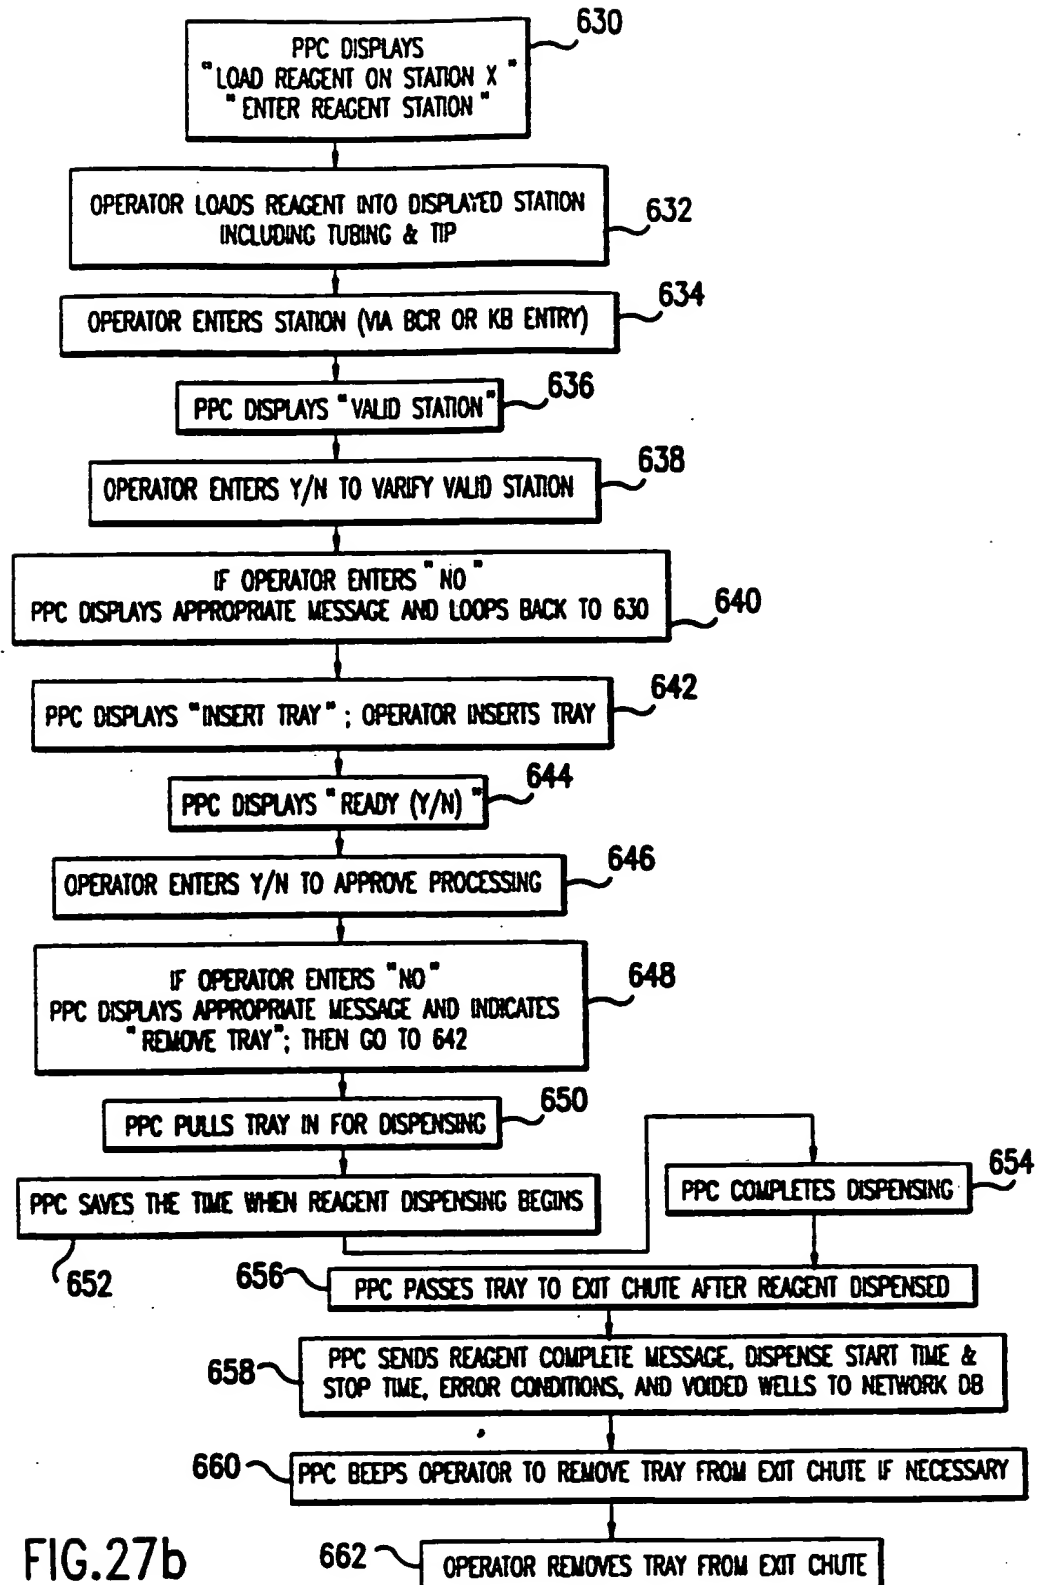 630
PPC DISPLAYS
"LOAD REAGENT ON STATION X"
"ENTER REAGENT STATION"
OPERATOR LOADS REAGENT INTO DISPLAYED STATION
INCLUDING TUBING & TIP
632
634
OPERATOR ENTERS STATION (VIA BCR OR KB ENTRY)
636
PPC DISPLAYS "VALID STATION"
638
OPERATOR ENTERS Y/N TO VARIFY VALID STATION
IF OPERATOR ENTERS "NO"
PPC DISPLAYS APPROPRIATE MESSAGE AND LOOPS BACK TO 630
640
642
PPC DISPLAYS "INSERT TRAY"; OPERATOR INSERTS TRAY
644
PPC DISPLAYS "READY (Y/N)"
646
OPERATOR ENTERS Y/N TO APPROVE PROCESSING
648
IF OPERATOR ENTERS "NO"
PPC DISPLAYS APPROPRIATE MESSAGE AND INDICATES
"REMOVE TRAY"; THEN GO TO 642
650
PPC PULLS TRAY IN FOR DISPENSING
PPC SAVES THE TIME WHEN REAGENT DISPENSING BEGINS
652
654
PPC COMPLETES DISPENSING
656
PPC PASSES TRAY TO EXIT CHUTE AFTER REAGENT DISPENSED
658
PPC SENDS REAGENT COMPLETE MESSAGE, DISPENSE START TIME &
STOP TIME, ERROR CONDITIONS, AND VOIDED WELLS TO NETWORK DB
660
PPC BEEPS OPERATOR TO REMOVE TRAY FROM EXIT CHUTE IF NECESSARY
662
OPERATOR REMOVES TRAY FROM EXIT CHUTE
FIG.27b